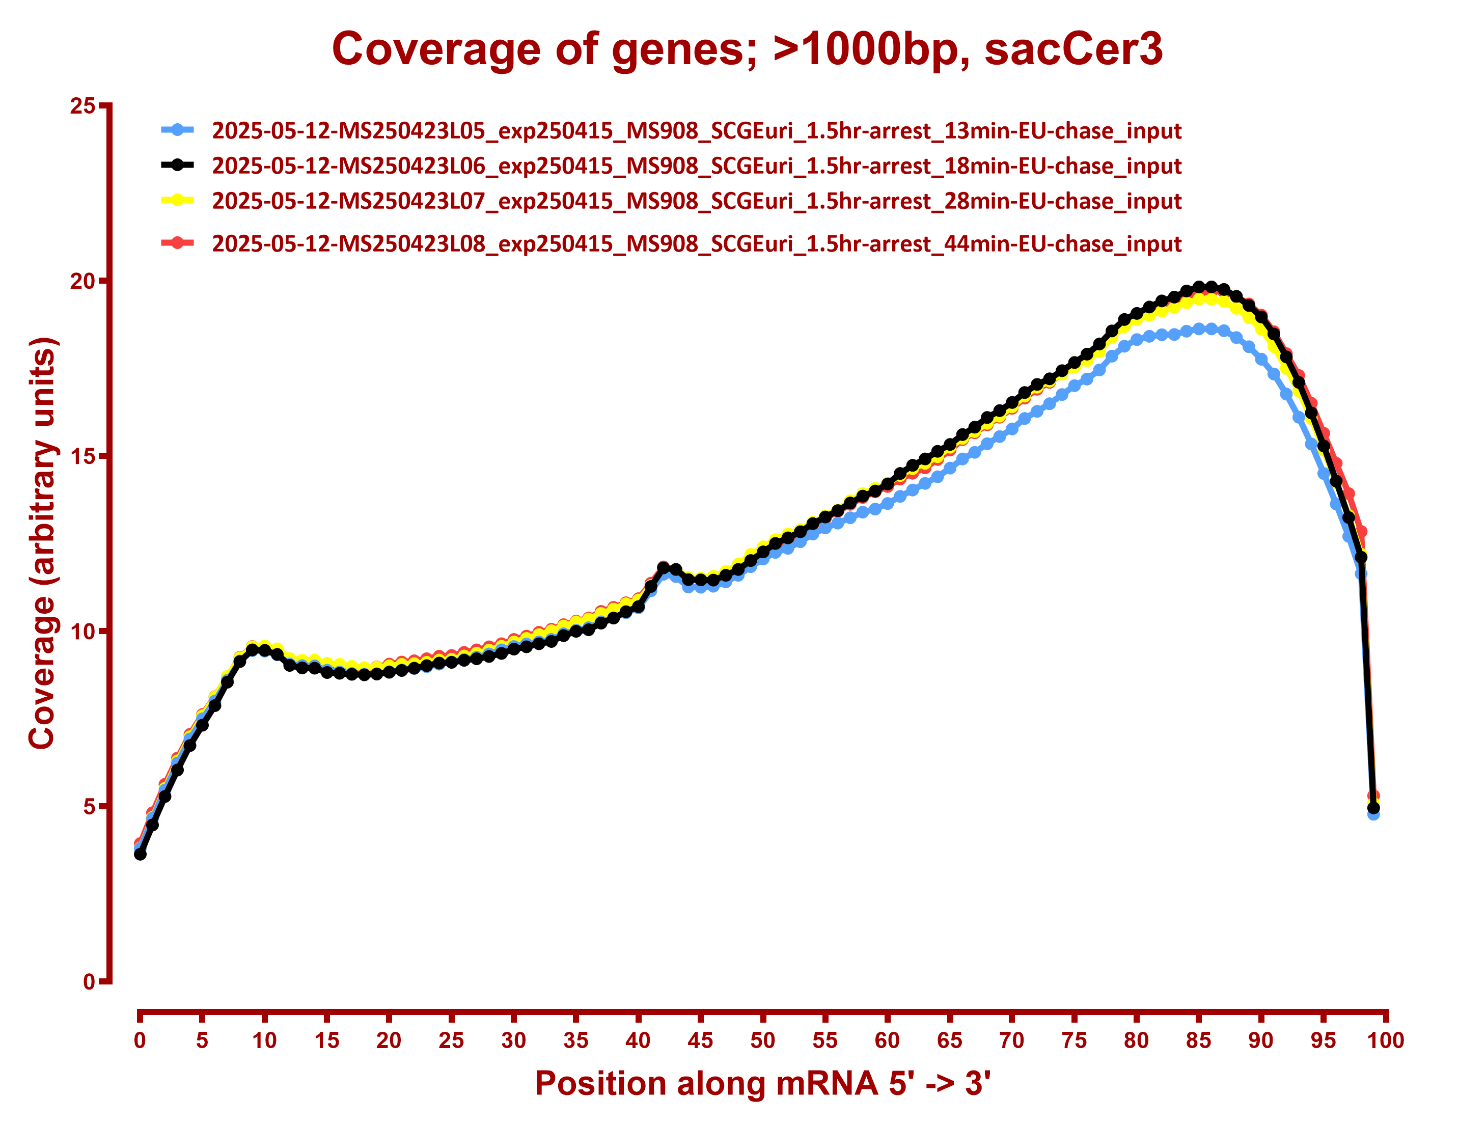 Coverage of genes; >1000bp, sacCer3
25
2025-05-12-MS250423L05_exp250415_MS908_SCGEuri_1.5hr-arrest_13min-EU-chase_input
2025-05-12-MS250423L06_exp250415_MS908_SCGEuri_1.5hr-arrest_18min-EU-chase_input
2025-05-12-MS250423L07_exp250415_MS908_SCGEuri_1.5hr-arrest_28min-EU-chase_input
2025-05-12-MS250423L08_exp250415_MS908_SCGEuri_1.5hr-arrest_44min-EU-chase_input
20
15
10
5
0
Coverage (arbitrary units)
0 5 10 15 20 25 30 35 40 45 50 55 60 65 70 75 80 85 90 95 100
Position along mRNA 5' -> 3'